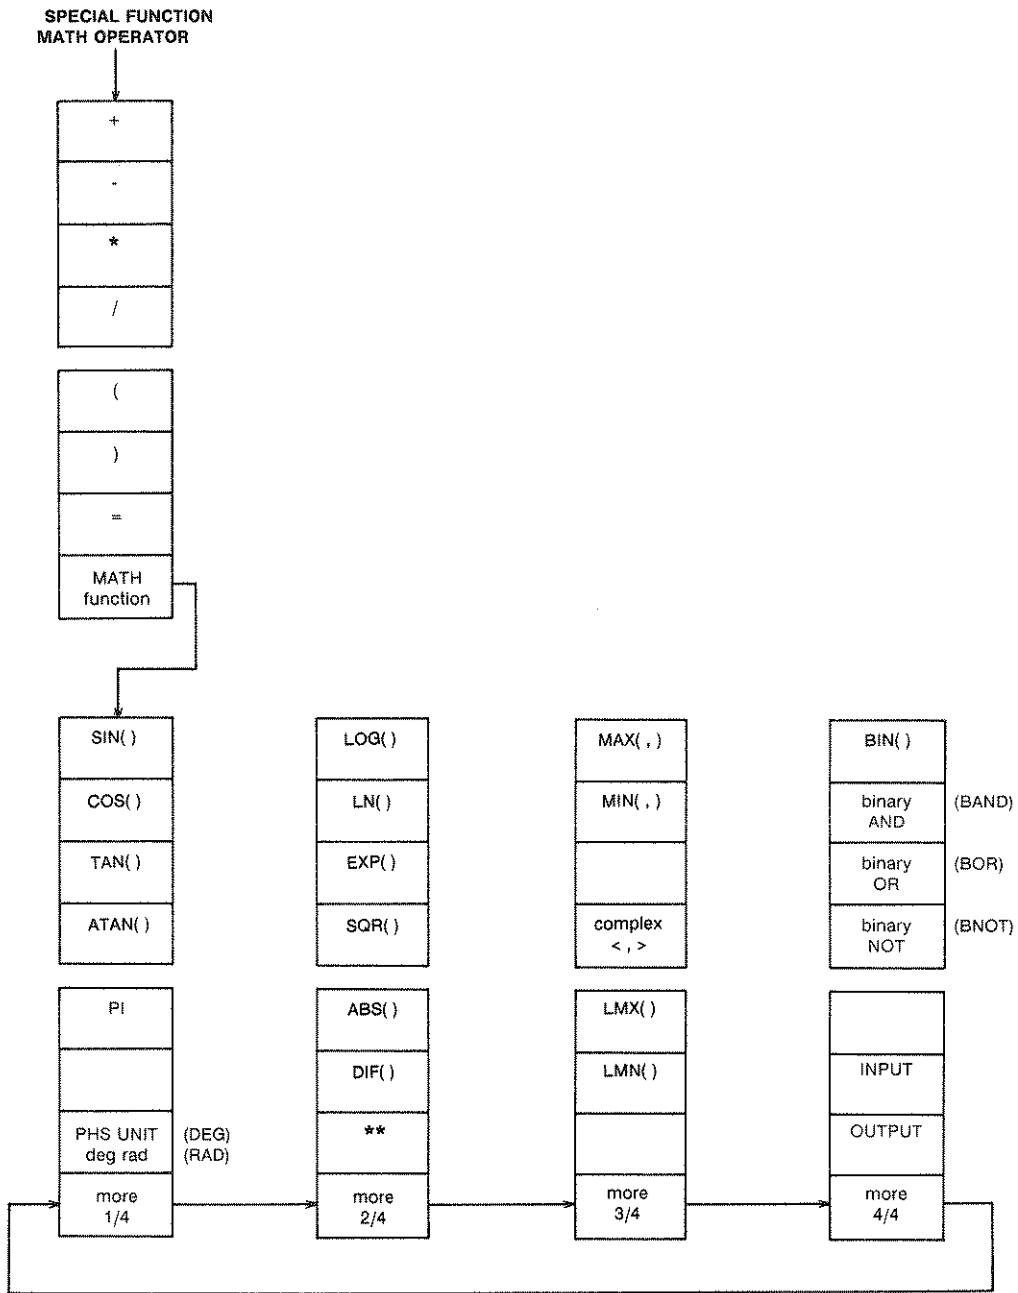 SPECIAL FUNCTION
MATH OPERATOR
+
-
*
/
(
)
=
MATH
function
SIN( )
COS( )
TAN( )
ATAN( )
PI
PHS UNIT (DEG)
deg rad (RAD)
more
1/4
LOG( )
LN( )
EXP( )
SQR( )
ABS( )
DIF( )
**
more
2/4
MAX( , )
MIN( , )
complex
< , >
LMX( )
LMN( )
more
3/4
BIN( )
binary (BAND)
AND
binary (BOR)
OR
binary (BNOT)
NOT
INPUT
OUTPUT
more
4/4